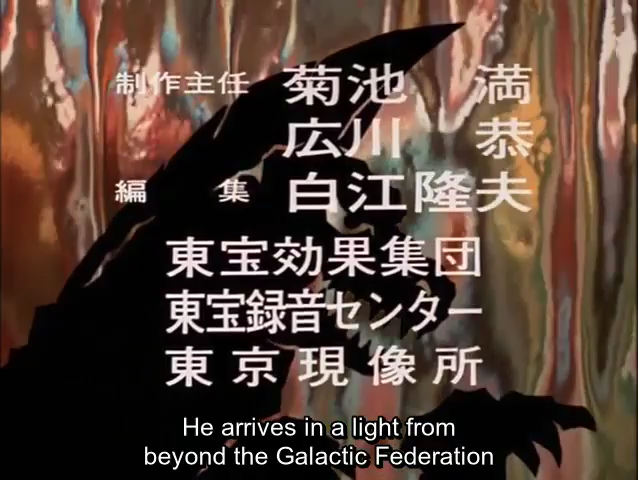 制作主任 菊池 満
広川 恭
編 集 白江隆夫
東宝効果集団
東宝録音センター
東京現像所
He arrives in a light from
beyond the Galactic Federation